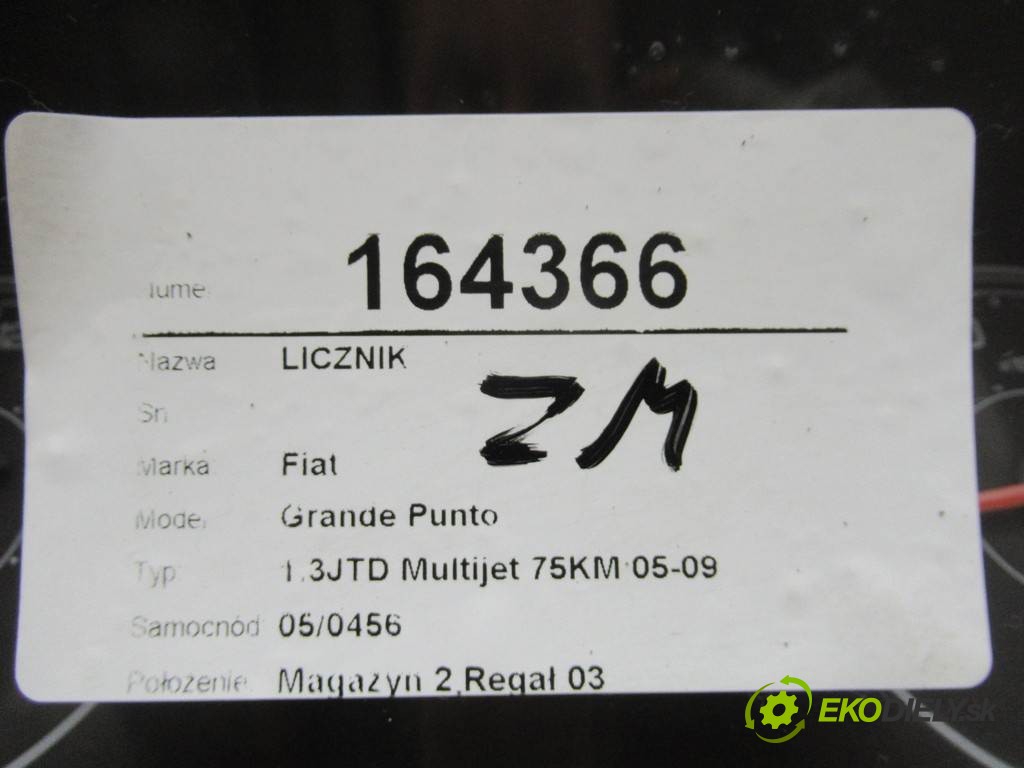 164366
Nazwa LICZNIK
Sn
ZM
Marka Fiat
Model Grande Punto
Typ 1.3JTD Multijet 75KM 05-09
Samochód 05/0456
Położenie Magazyn 2,Regał 03
EKODIELY.sk